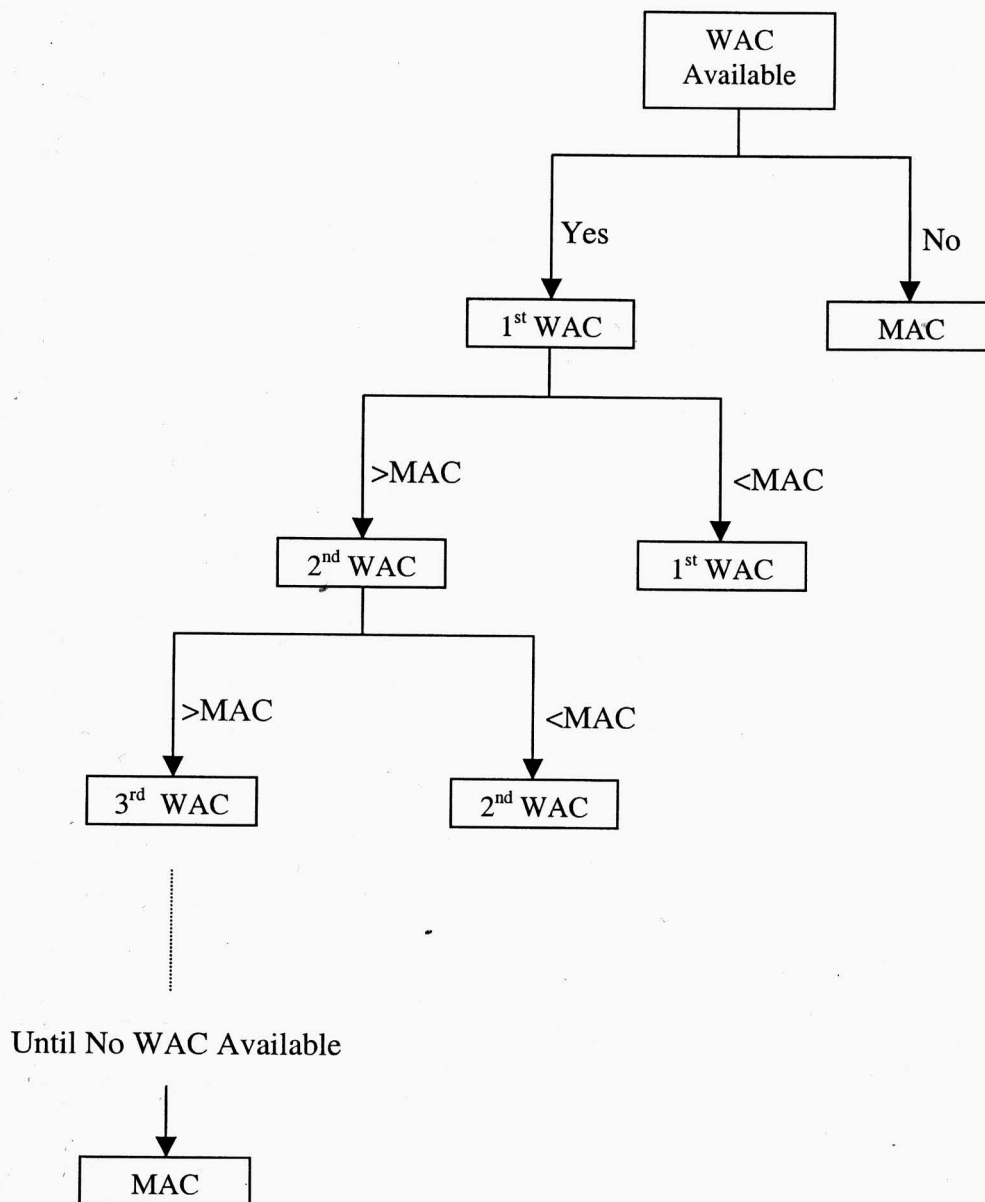 WAC
Available
Yes
No
1st WAC
MAC
>MAC
<MAC
2nd WAC
1st WAC
>MAC
<MAC
3rd WAC
2nd WAC
Until No WAC Available
MAC